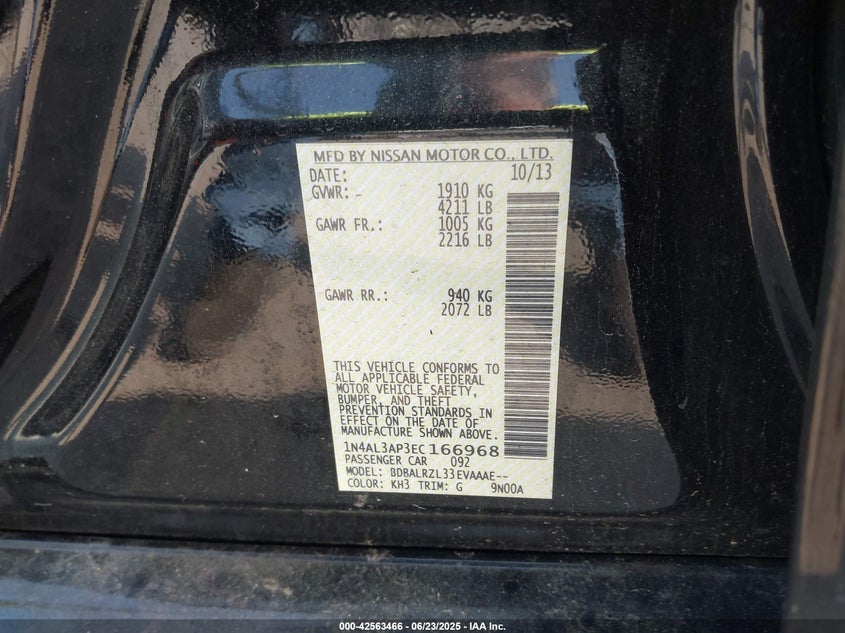 MFD BY NISSAN MOTOR CO., LTD.
DATE: 10/13
GVWR:- 1910 KG
4211 LB
GAWR FR.: 1005 KG
2216 LB
GAWR RR.: 940 KG
2072 LB
THIS VEHICLE CONFORMS TO
ALL APPLICABLE FEDERAL
MOTOR VEHICLE SAFETY,
BUMPER, AND THEFT
PREVENTION STANDARDS IN
EFFECT ON THE DATE OF
MANUFACTURE SHOWN ABOVE.
1N4AL3AP3EC166968
PASSENGER CAR 092
MODEL: BDBALRZL33EVAAAE--
COLOR: KH3 TRIM: G 9N00A
000-42563466 - 06/23/2025 - IAA Inc.